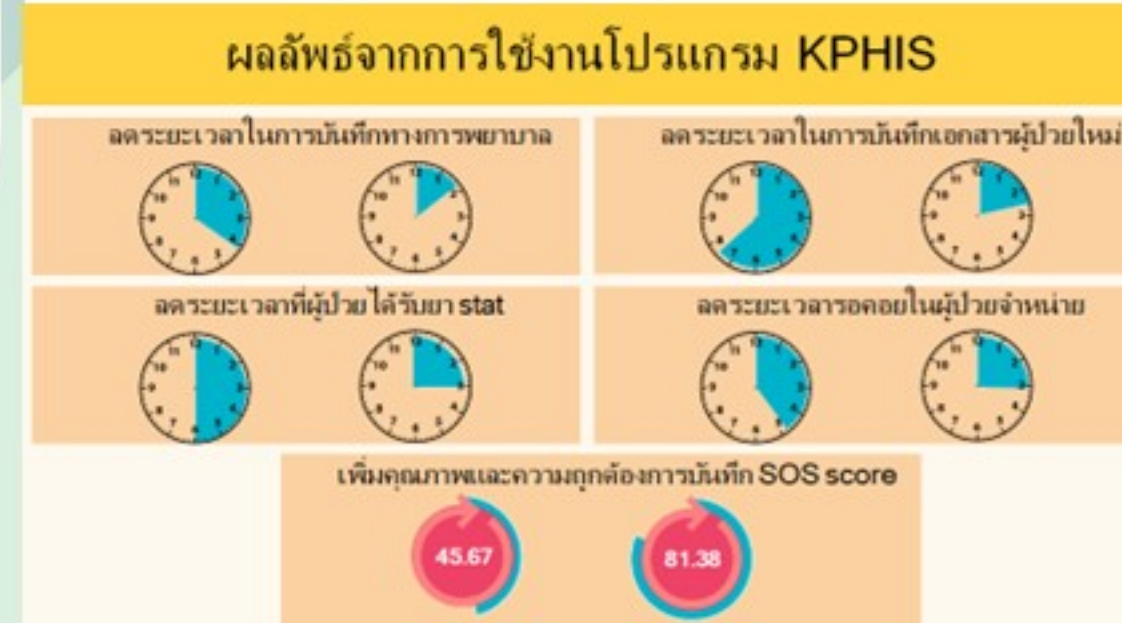 ผลลัพธ์จากการใช้งานโปรแกรม KPHIS
ลดระยะเวลาในการบันทึกทางการพยาบาล
ลดระยะเวลาในการบันทึกเอกสารผู้ป่วยใหม่
ลดระยะเวลาที่ผู้ป่วยได้รับยา stat
ลดระยะเวลารอคอยในผู้ป่วยจำหน่าย
เพิ่มคุณภาพและความถูกต้องการบันทึก SOS score
45.67
81.38